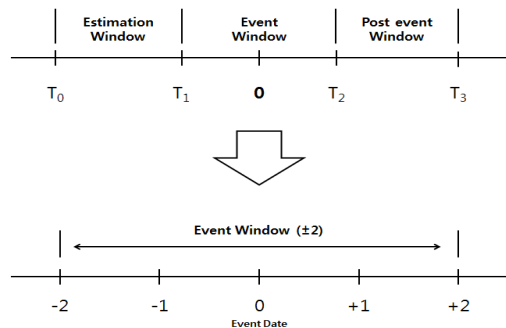 Estimation Window
Event Window
Post event Window
T0 T1 0 T2 T3
Event Window (±2)
-2 -1 0 +1 +2
Event Date